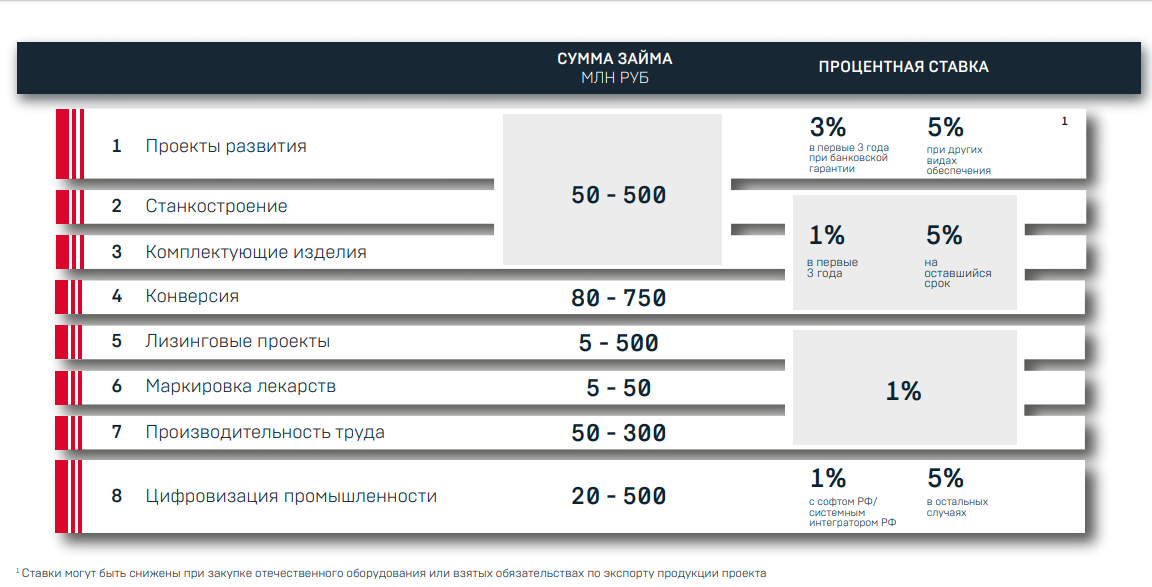 СУММА ЗАЙМА
МЛН РУБ
ПРОЦЕНТНАЯ СТАВКА
1 Проекты развития
50 - 500
3%
в первые 3 года
при банковской
гарантии
5%
при других
видах
обеспечения
1
2 Станкостроение
3 Комплектующие изделия
1%
в первые
3 года
5%
на
оставшийся
срок
4 Конверсия
80 - 750
5 Лизинговые проекты
5 - 500
6 Маркировка лекарств
5 - 50
1%
7 Производительность труда
50 - 300
8 Цифровизация промышленности
20 - 500
1%
с софтом РФ/
системным
интегратором РФ
5%
в остальных
случаях
1 Ставки могут быть снижены при закупке отечественного оборудования или взятых обязательствах по экспорту продукции проекта